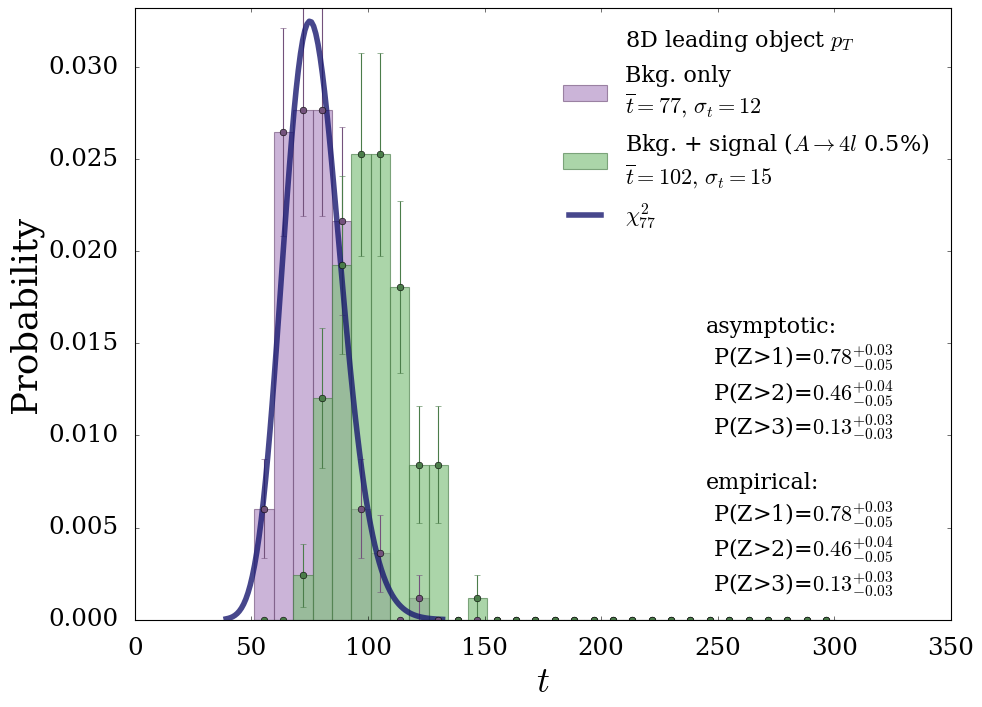 0.030
0.025
0.020
0.015
0.010
0.005
0.000
Probability
0 50 100 150 200 250 300 350
t
8D leading object p_T
Bkg. only
t̅ = 77, σ_t = 12
Bkg. + signal (A → 4l 0.5%)
t̅ = 102, σ_t = 15
χ²₇₇
asymptotic:
P(Z>1)=0.78^{+0.03}_{-0.05}
P(Z>2)=0.46^{+0.04}_{-0.05}
P(Z>3)=0.13^{+0.03}_{-0.03}
empirical:
P(Z>1)=0.78^{+0.03}_{-0.05}
P(Z>2)=0.46^{+0.04}_{-0.05}
P(Z>3)=0.13^{+0.03}_{-0.03}